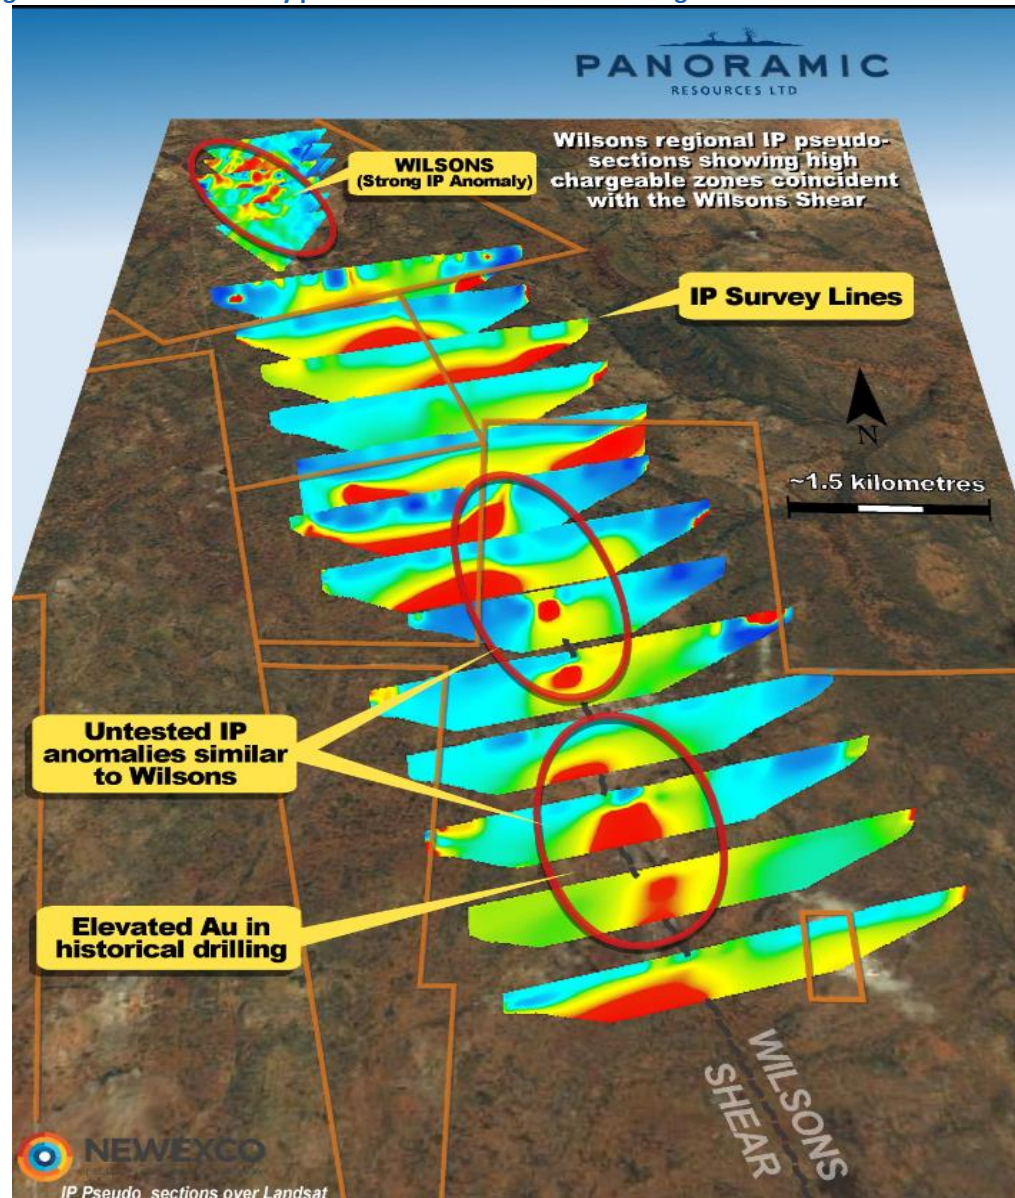 PANORAMIC
RESOURCES LTD
Wilsons regional IP pseudo-
sections showing high
chargeable zones coincident
with the Wilsons Shear
WILSONS
(Strong IP Anomaly)
IP Survey Lines
N
~1.5 kilometres
Untested IP
anomalies similar
to Wilsons
Elevated Au in
historical drilling
WILSONS
SHEAR
NEWEXCO
IP Pseudo sections over Landsat